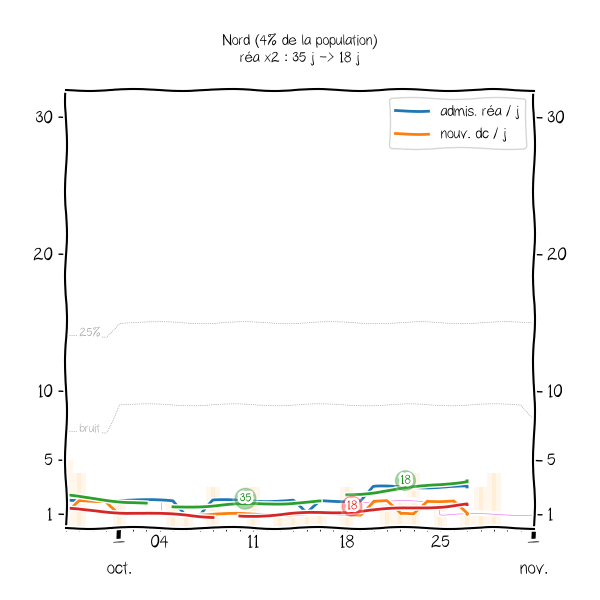 Nord (4% de la population)
réa x2 : 35 j -> 18 j
admis. réa / j
nouv. dc / j
30
30
20
20
25%
10
10
bruit
5
5
35
18
18
1
1
04
11
18
25
oct.
nov.